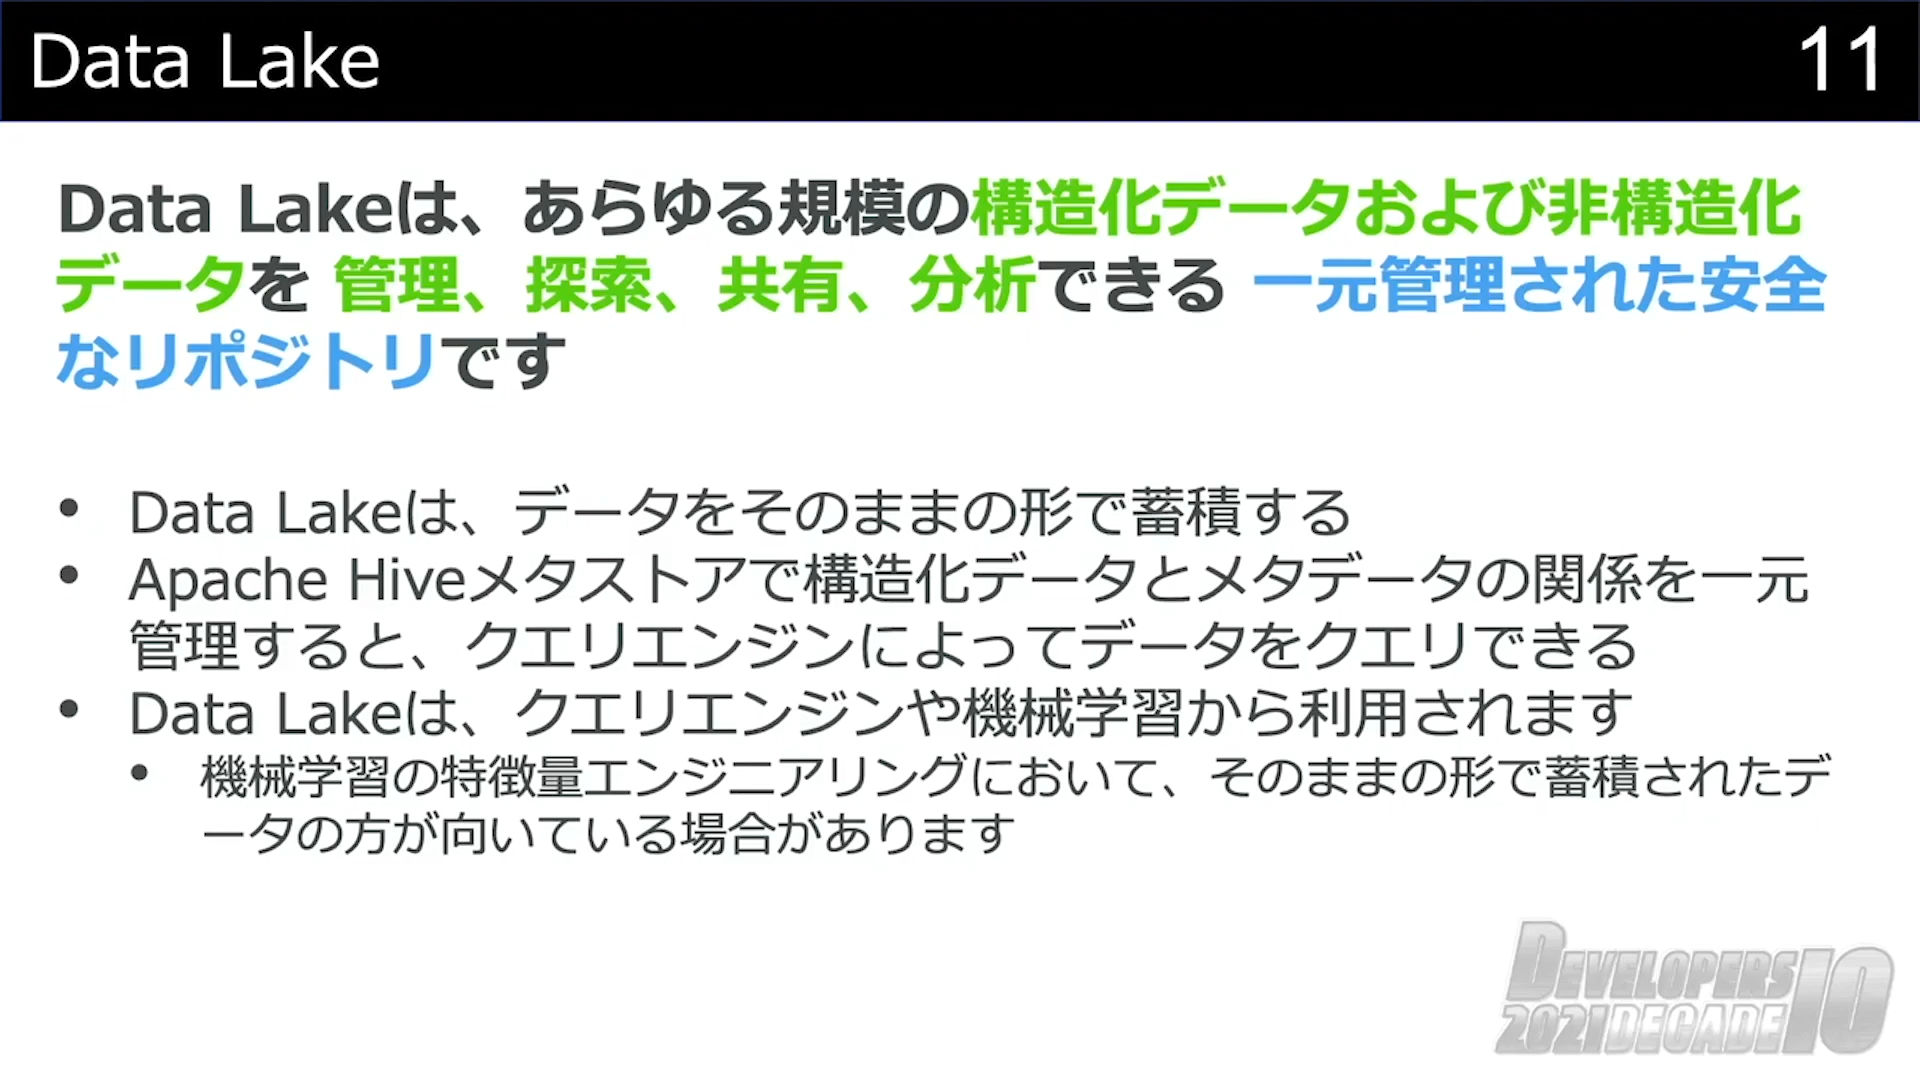 Data Lake
11
Data Lakeは、あらゆる規模の構造化データおよび非構造化
データを 管理、探索、共有、分析できる 一元管理された安全
なリポジトリです
• Data Lakeは、データをそのままの形で蓄積する
• Apache Hiveメタストアで構造化データとメタデータの関係を一元
管理すると、クエリエンジンによってデータをクエリできる
• Data Lakeは、クエリエンジンや機械学習から利用されます
• 機械学習の特徴量エンジニアリングにおいて、そのままの形で蓄積されたデ
ータの方が向いている場合があります
DEVELOPERS
2021 DECADE 10